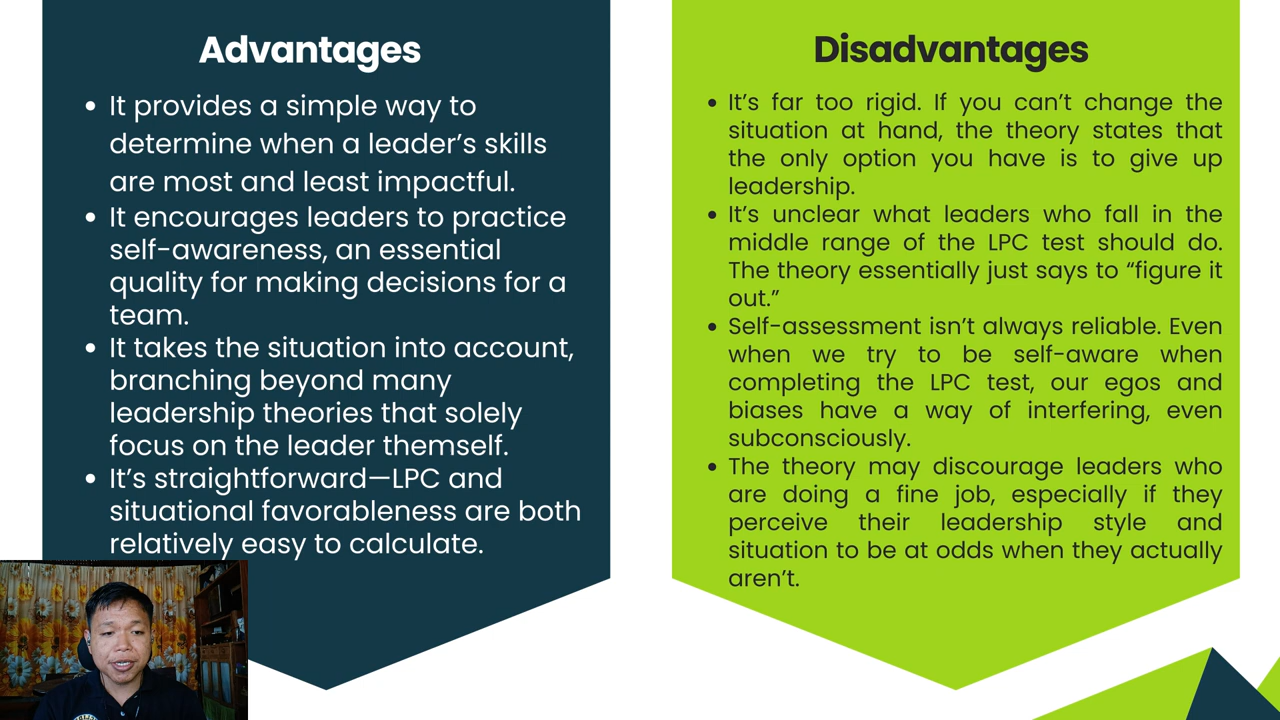 Advantages
• It provides a simple way to
determine when a leader’s skills
are most and least impactful.
• It encourages leaders to practice
self-awareness, an essential
quality for making decisions for a
team.
• It takes the situation into account,
branching beyond many
leadership theories that solely
focus on the leader themself.
• It’s straightforward—LPC and
situational favorableness are both
relatively easy to calculate.
Disadvantages
• It’s far too rigid. If you can’t change the
situation at hand, the theory states that
the only option you have is to give up
leadership.
• It’s unclear what leaders who fall in the
middle range of the LPC test should do.
The theory essentially just says to “figure it
out.”
• Self-assessment isn’t always reliable. Even
when we try to be self-aware when
completing the LPC test, our egos and
biases have a way of interfering, even
subconsciously.
• The theory may discourage leaders who
are doing a fine job, especially if they
perceive their leadership style and
situation to be at odds when they actually
aren’t.